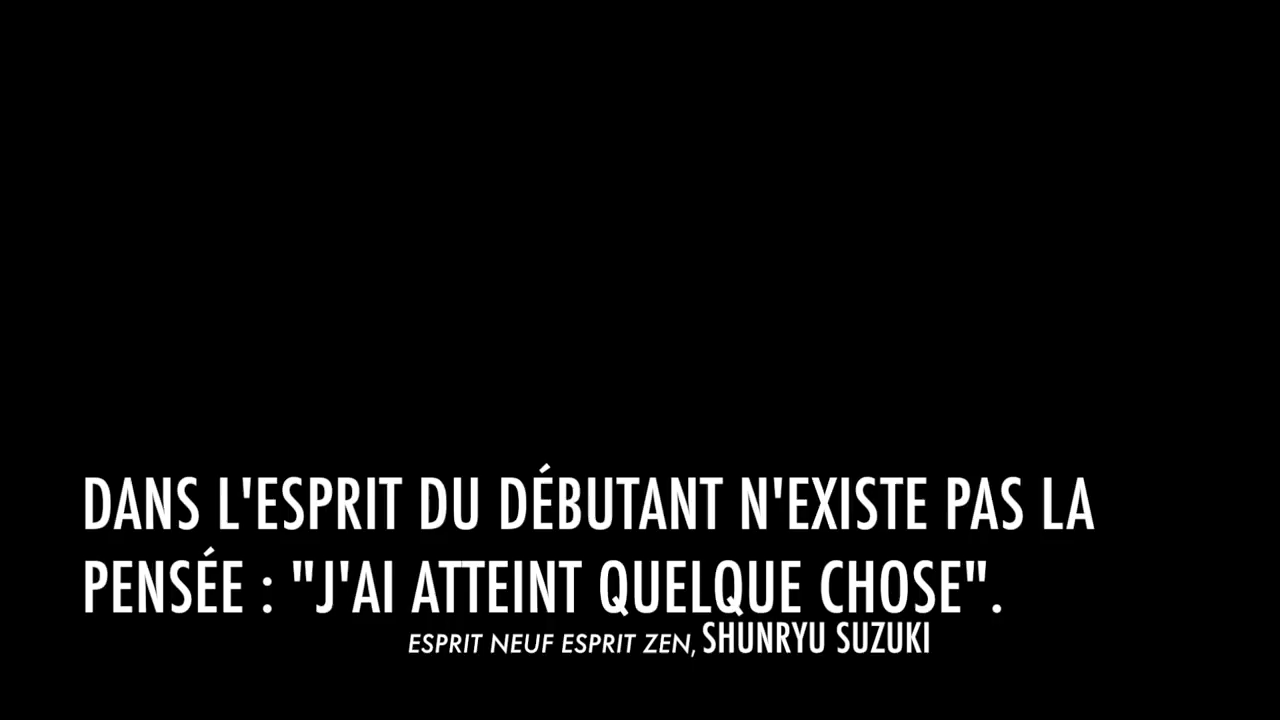 DANS L'ESPRIT DU DÉBUTANT N'EXISTE PAS LA
PENSÉE : "J'AI ATTEINT QUELQUE CHOSE".
ESPRIT NEUF ESPRIT ZEN, SHUNRYU SUZUKI